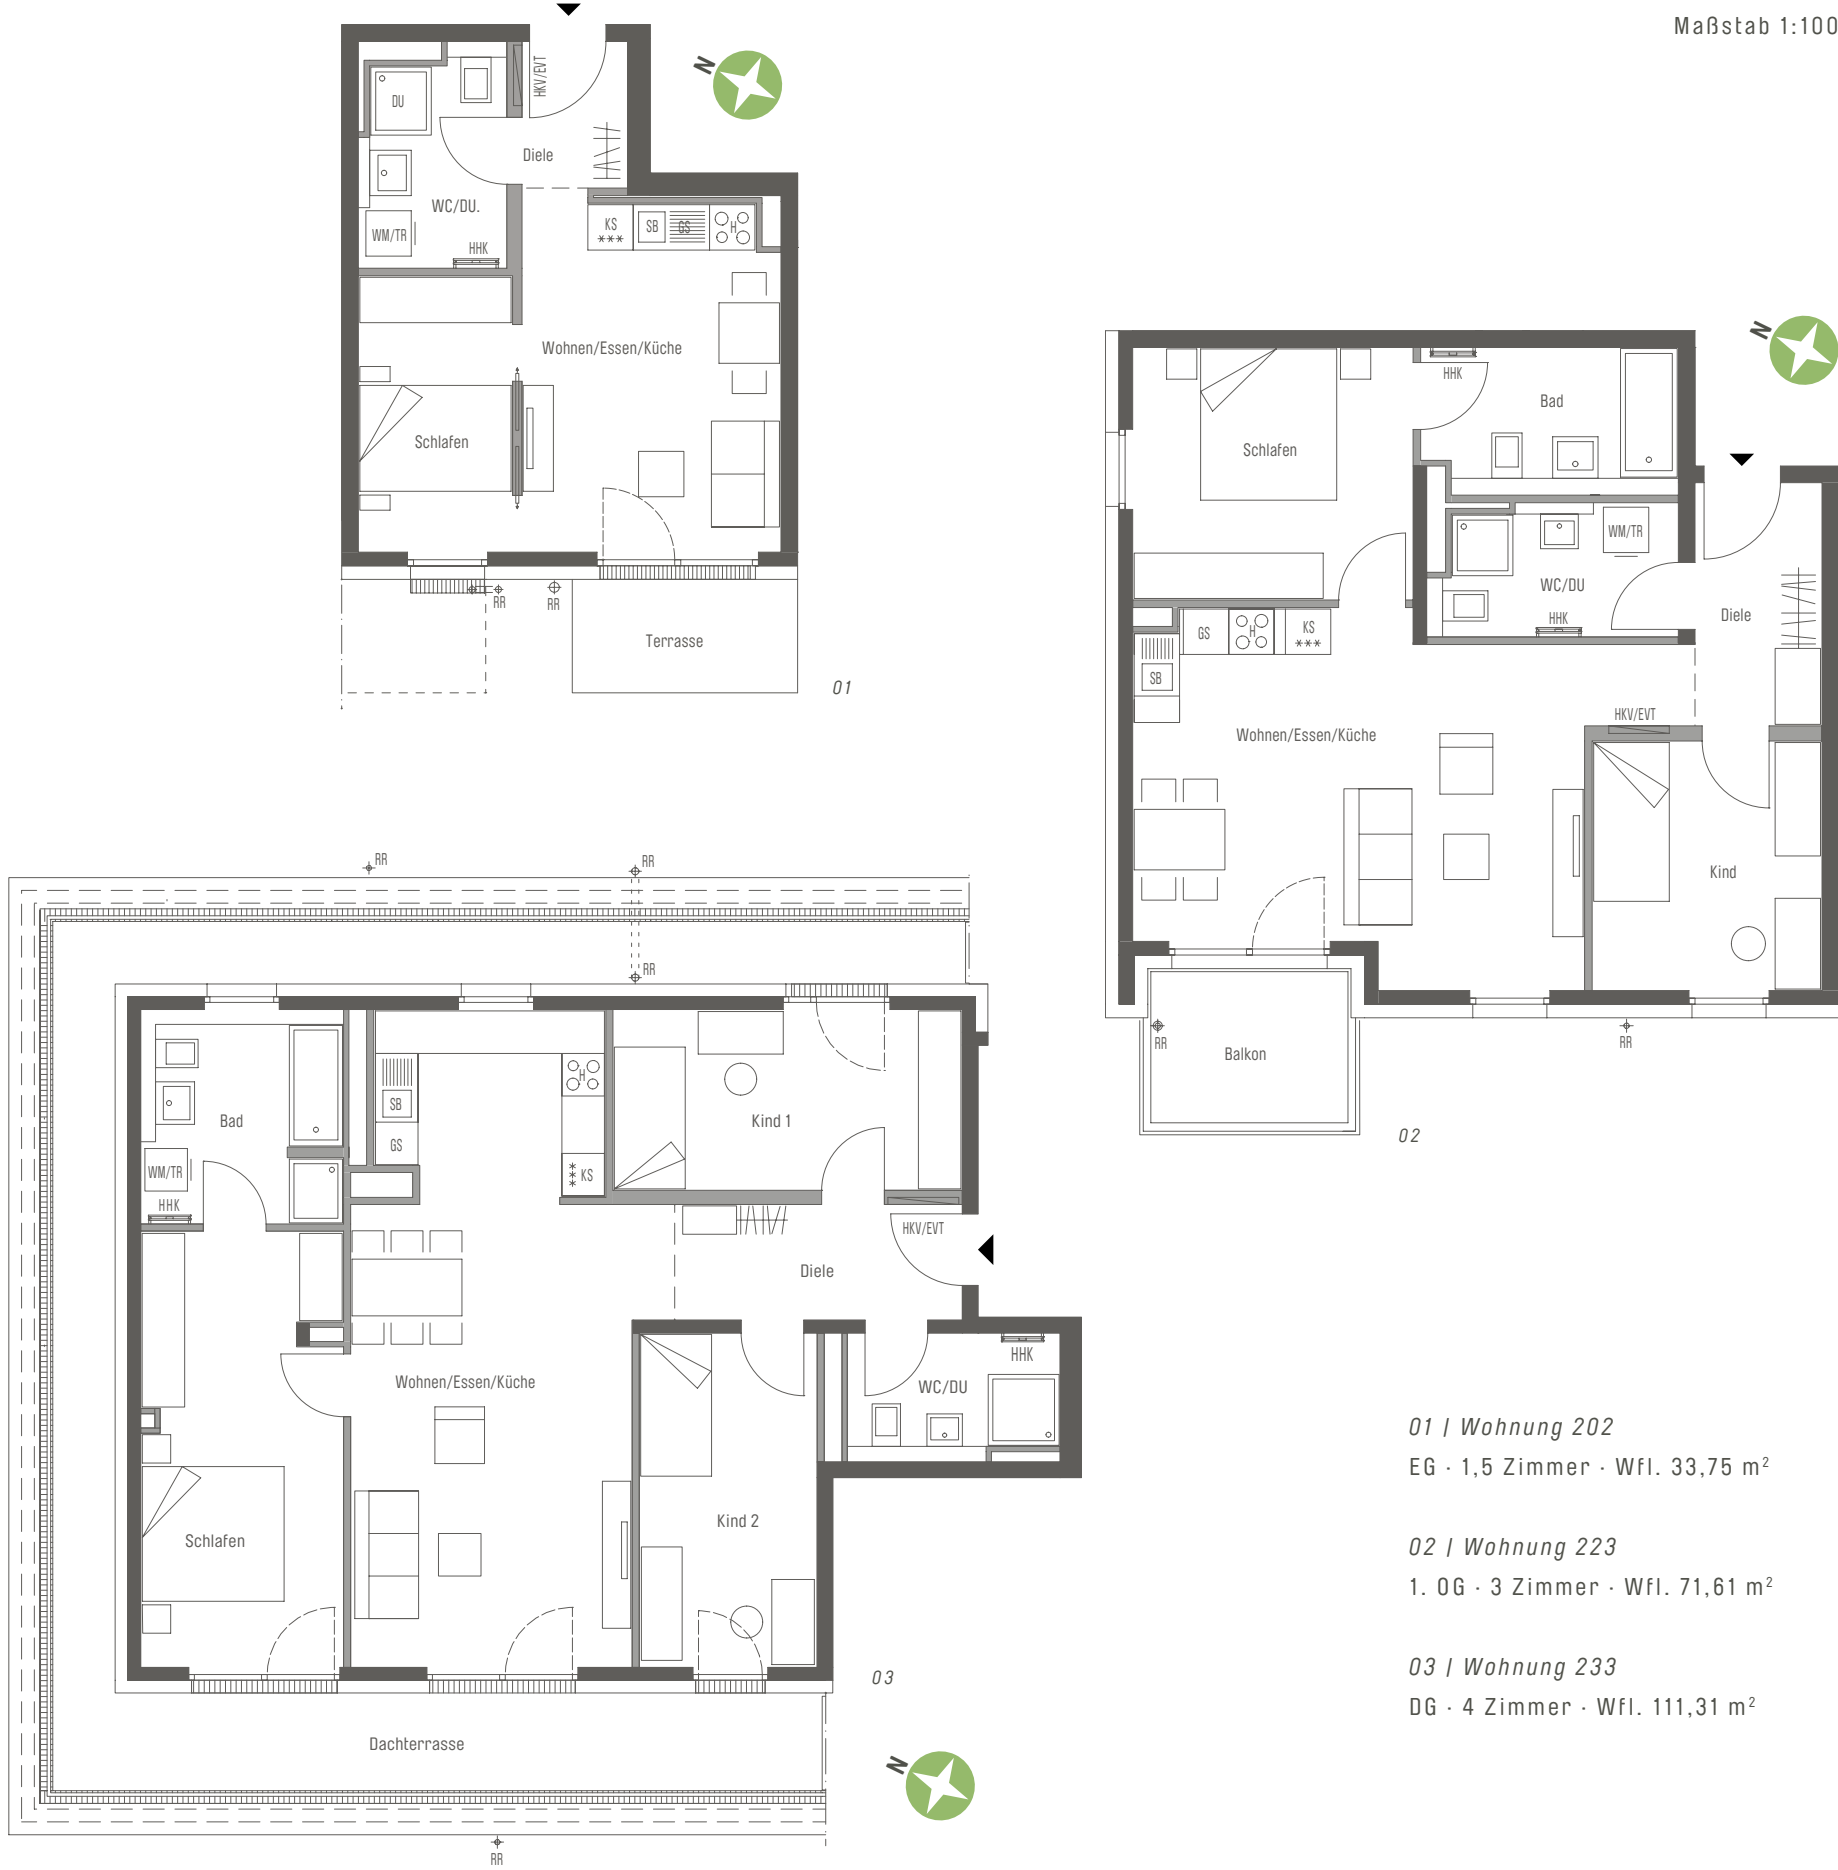 Maßstab 1:100
N
HKV/EVT
DU
Diele
WC/DU.
WM/TR
HHK
KS
***
SB
GS
H
Wohnen/Essen/Küche
Schlafen
RR
RR
Terrasse
01
N
HHK
Bad
Schlafen
WM/TR
WC/DU
HHK
Diele
GS
H
KS
***
SB
HKV/EVT
Wohnen/Essen/Küche
Kind
RR
Balkon
RR
02
RR
RR
RR
H
SB
GS
KS
***
Bad
WM/TR
HHK
Kind 1
HKV/EVT
Diele
Wohnen/Essen/Küche
HHK
WC/DU
Schlafen
Kind 2
03
Dachterrasse
N
RR
01 | Wohnung 202
EG · 1,5 Zimmer · Wfl. 33,75 m²
02 | Wohnung 223
1. OG · 3 Zimmer · Wfl. 71,61 m²
03 | Wohnung 233
DG · 4 Zimmer · Wfl. 111,31 m²